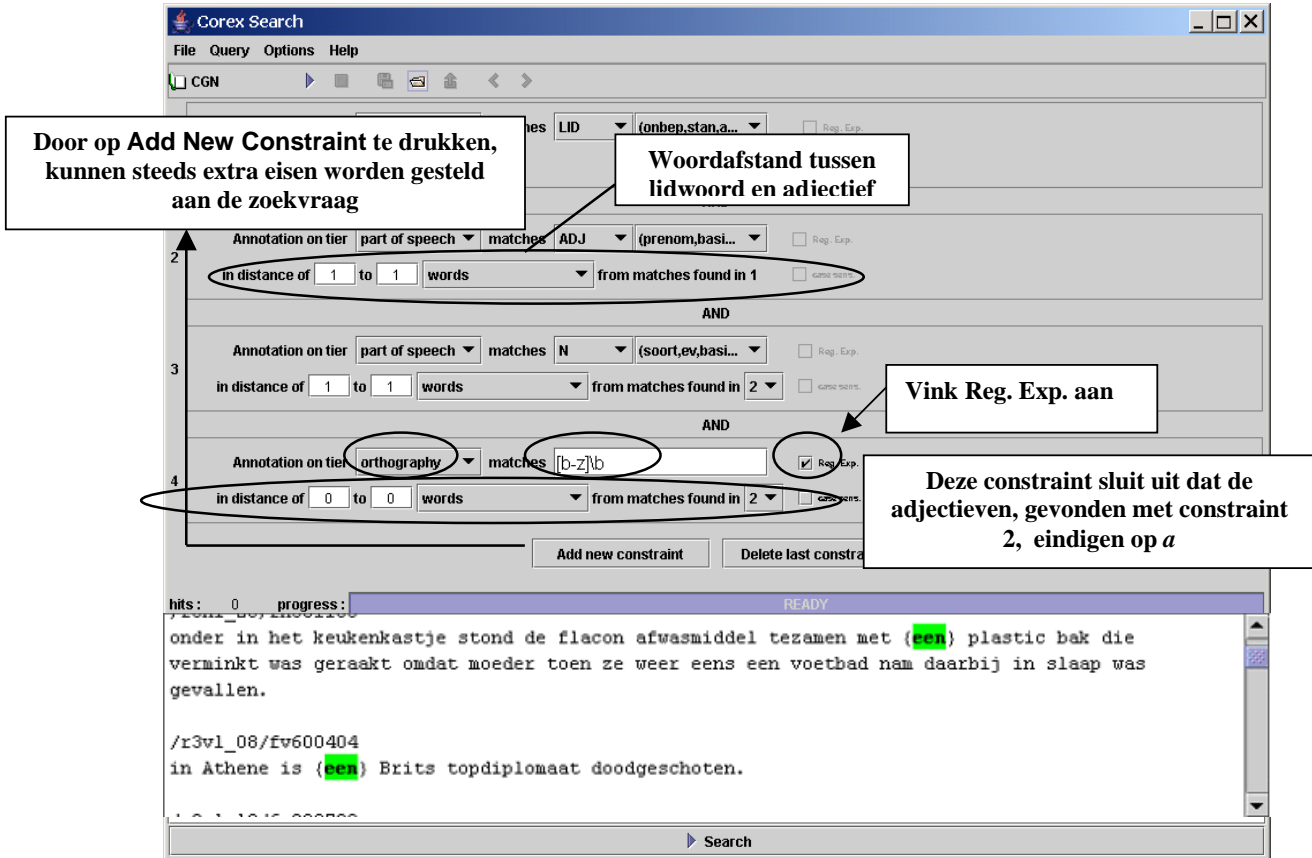 Corex Search
File Query Options Help
CGN
hes LID (onbep,stan,a... Reg. Exp.
Door op Add New Constraint te drukken,
kunnen steeds extra eisen worden gesteld
aan de zoekvraag
Woordafstand tussen
lidwoord en adjectief
2
Annotation on tier part of speech matches ADJ (prenom,basi... Reg. Exp.
in distance of 1 to 1 words from matches found in 1 case sens.
AND
3
Annotation on tier part of speech matches N (soort,ev,basi... Reg. Exp.
in distance of 1 to 1 words from matches found in 2 case sens.
Vink Reg. Exp. aan
AND
4
Annotation on tier orthography matches [b-z]\b Reg. Exp.
in distance of 0 to 0 words from matches found in 2 case sens.
Deze constraint sluit uit dat de
adjectieven, gevonden met constraint
2, eindigen op a
Add new constraint Delete last constra
hits : 0 progress : READY
onder in het keukenkastje stond de flacon afwasmiddel tezamen met {een} plastic bak die
verminkt was geraakt omdat moeder toen ze weer eens een voetbad nam daarbij in slaap was
gevallen.
/r3vl_08/fv600404
in Athene is {een} Brits topdiplomaat doodgeschoten.
Search